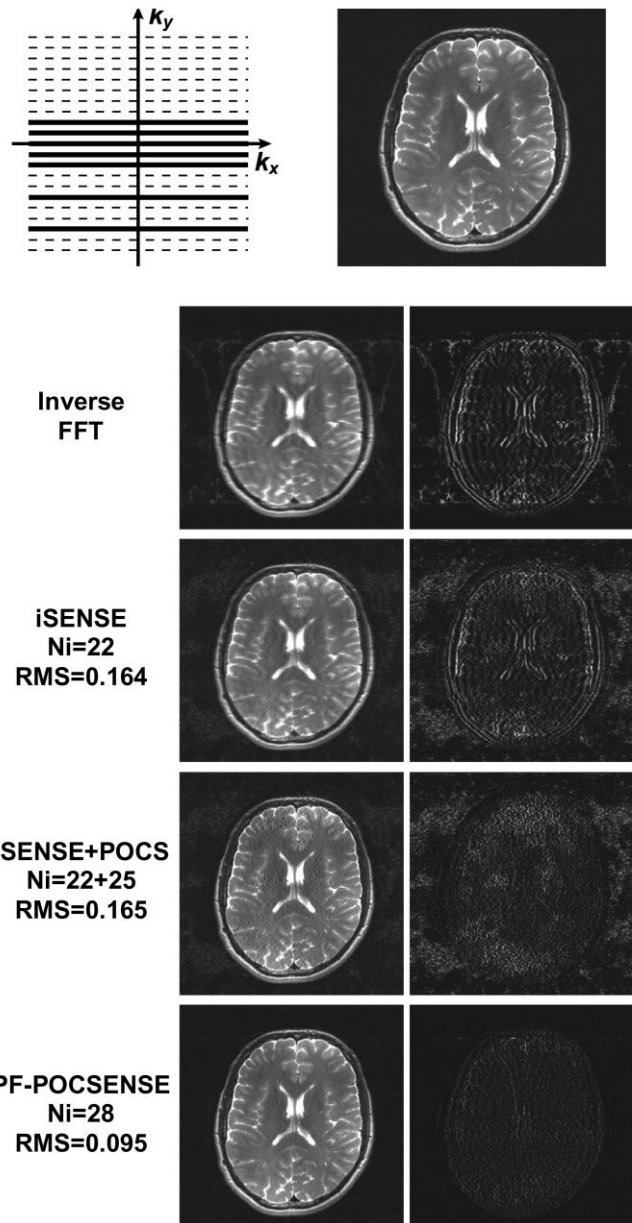 ky
kx
Inverse
FFT
iSENSE
Ni=22
RMS=0.164
SENSE+POCS
Ni=22+25
RMS=0.165
PF-POCSENSE
Ni=28
RMS=0.095